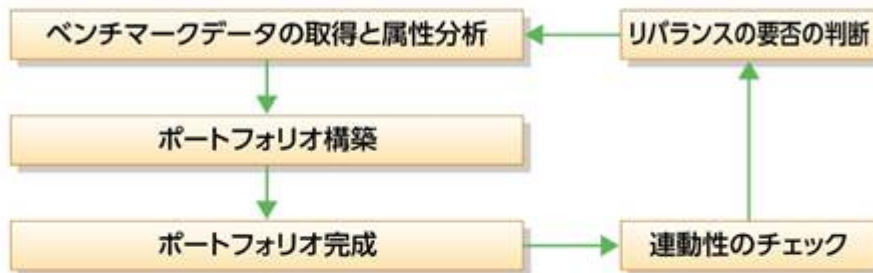 ベンチマークデータの取得と属性分析
リバランスの要否の判断
ポートフォリオ構築
ポートフォリオ完成
連動性のチェック